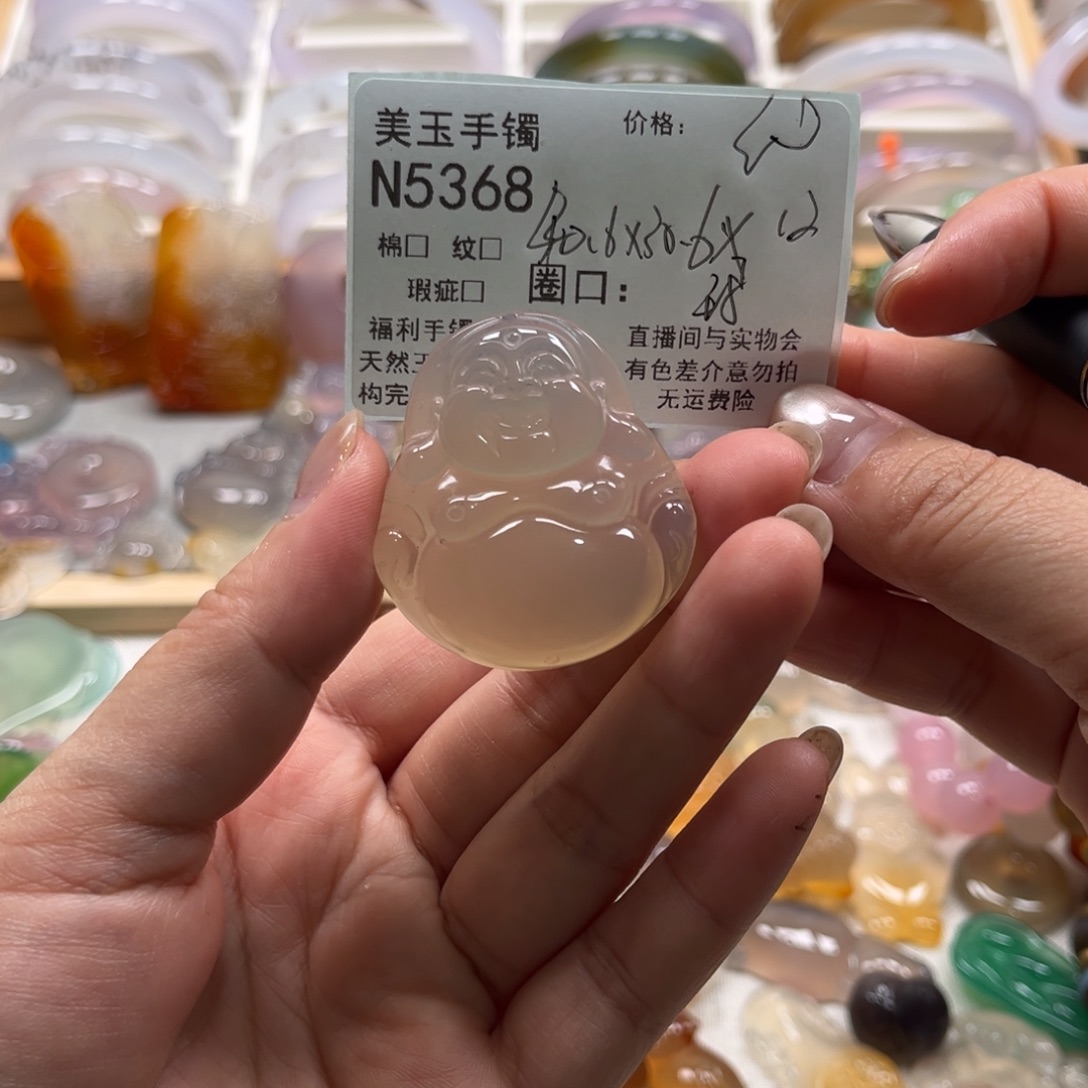 美玉手镯
价格：
N5368
棉□ 纹□
瑕疵□
圈口：
福利手镯
天然玉
构完
直播间与实物会
有色差介意勿拍
无运费险